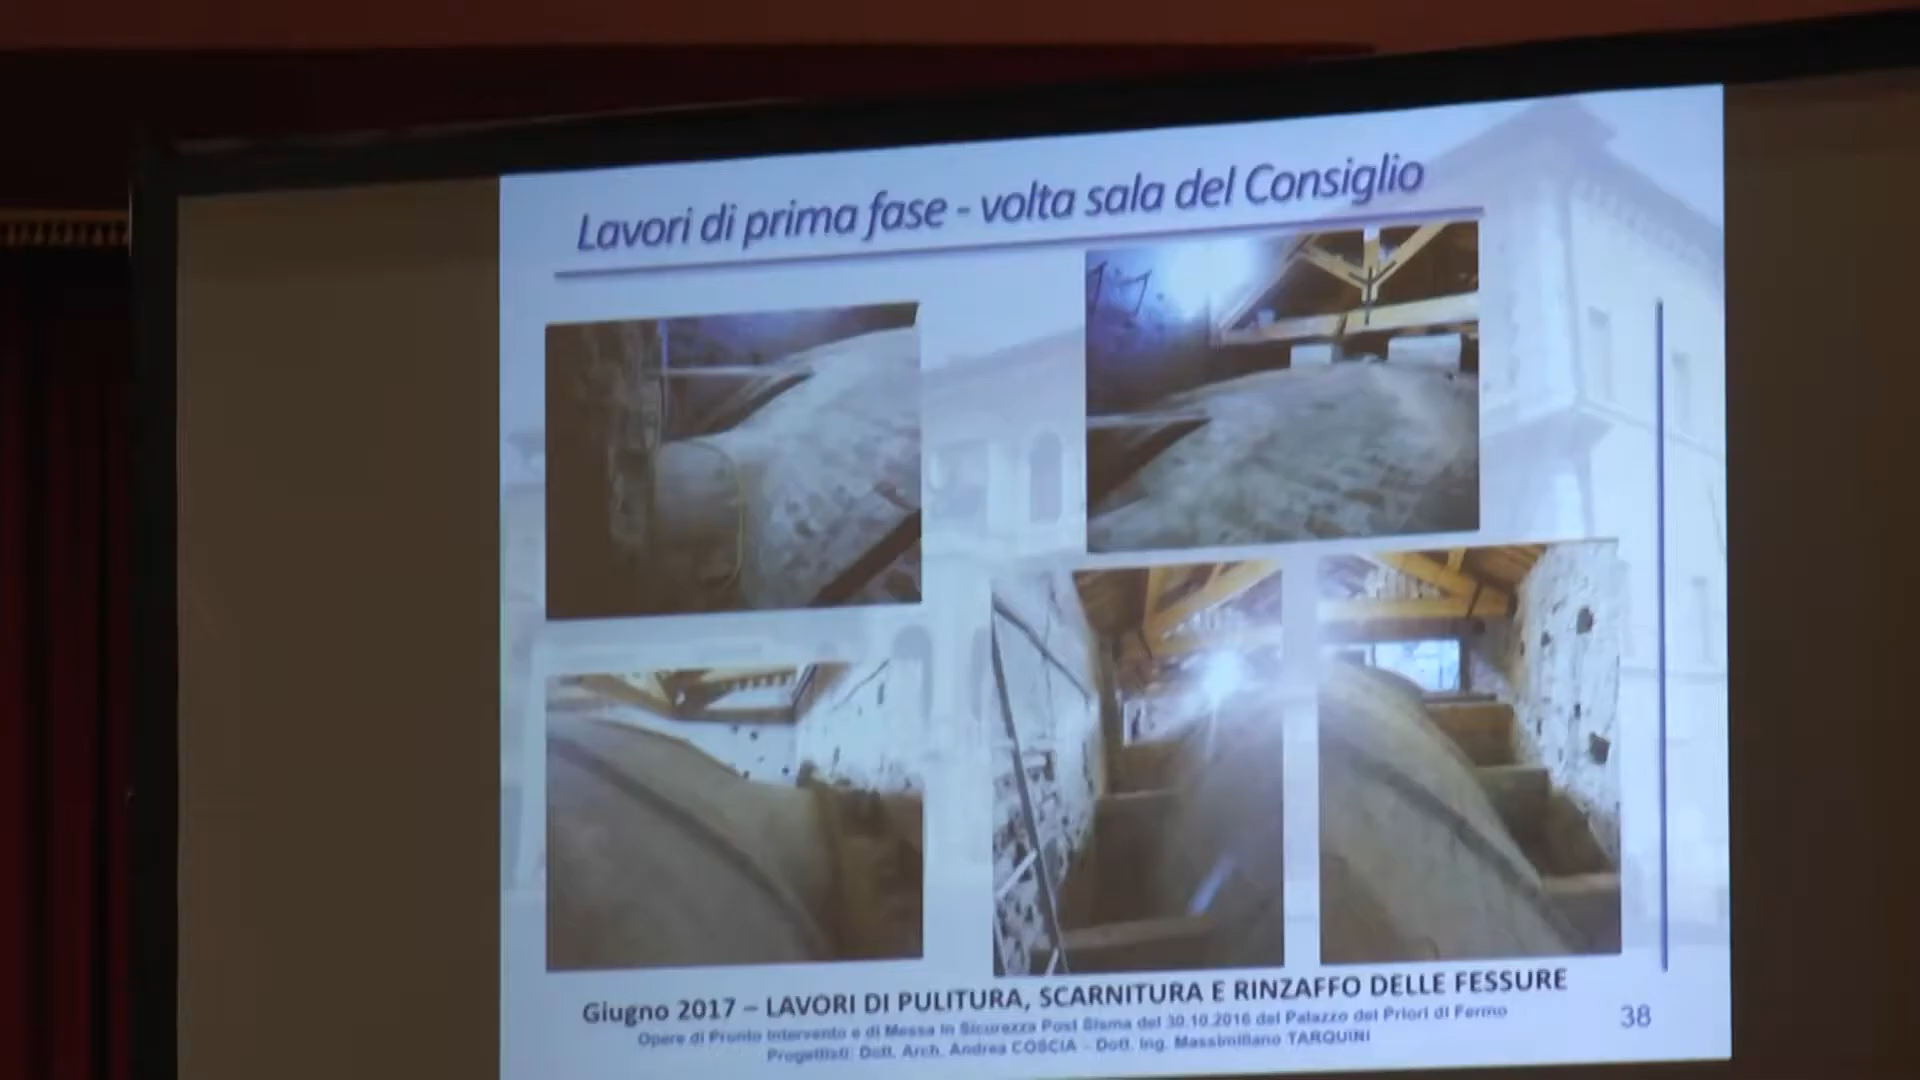 Lavori di prima fase - volta sala del Consiglio
Giugno 2017 – LAVORI DI PULITURA, SCARNITURA E RINZAFFO DELLE FESSURE
Opere di Pronto Intervento e di Messa in Sicurezza Post Sisma del 30.10.2016 del Palazzo dei Priori di Fermo
Progettisti: Dott. Arch. Andrea COSCIA - Dott. Ing. Massimiliano TARQUINI
38